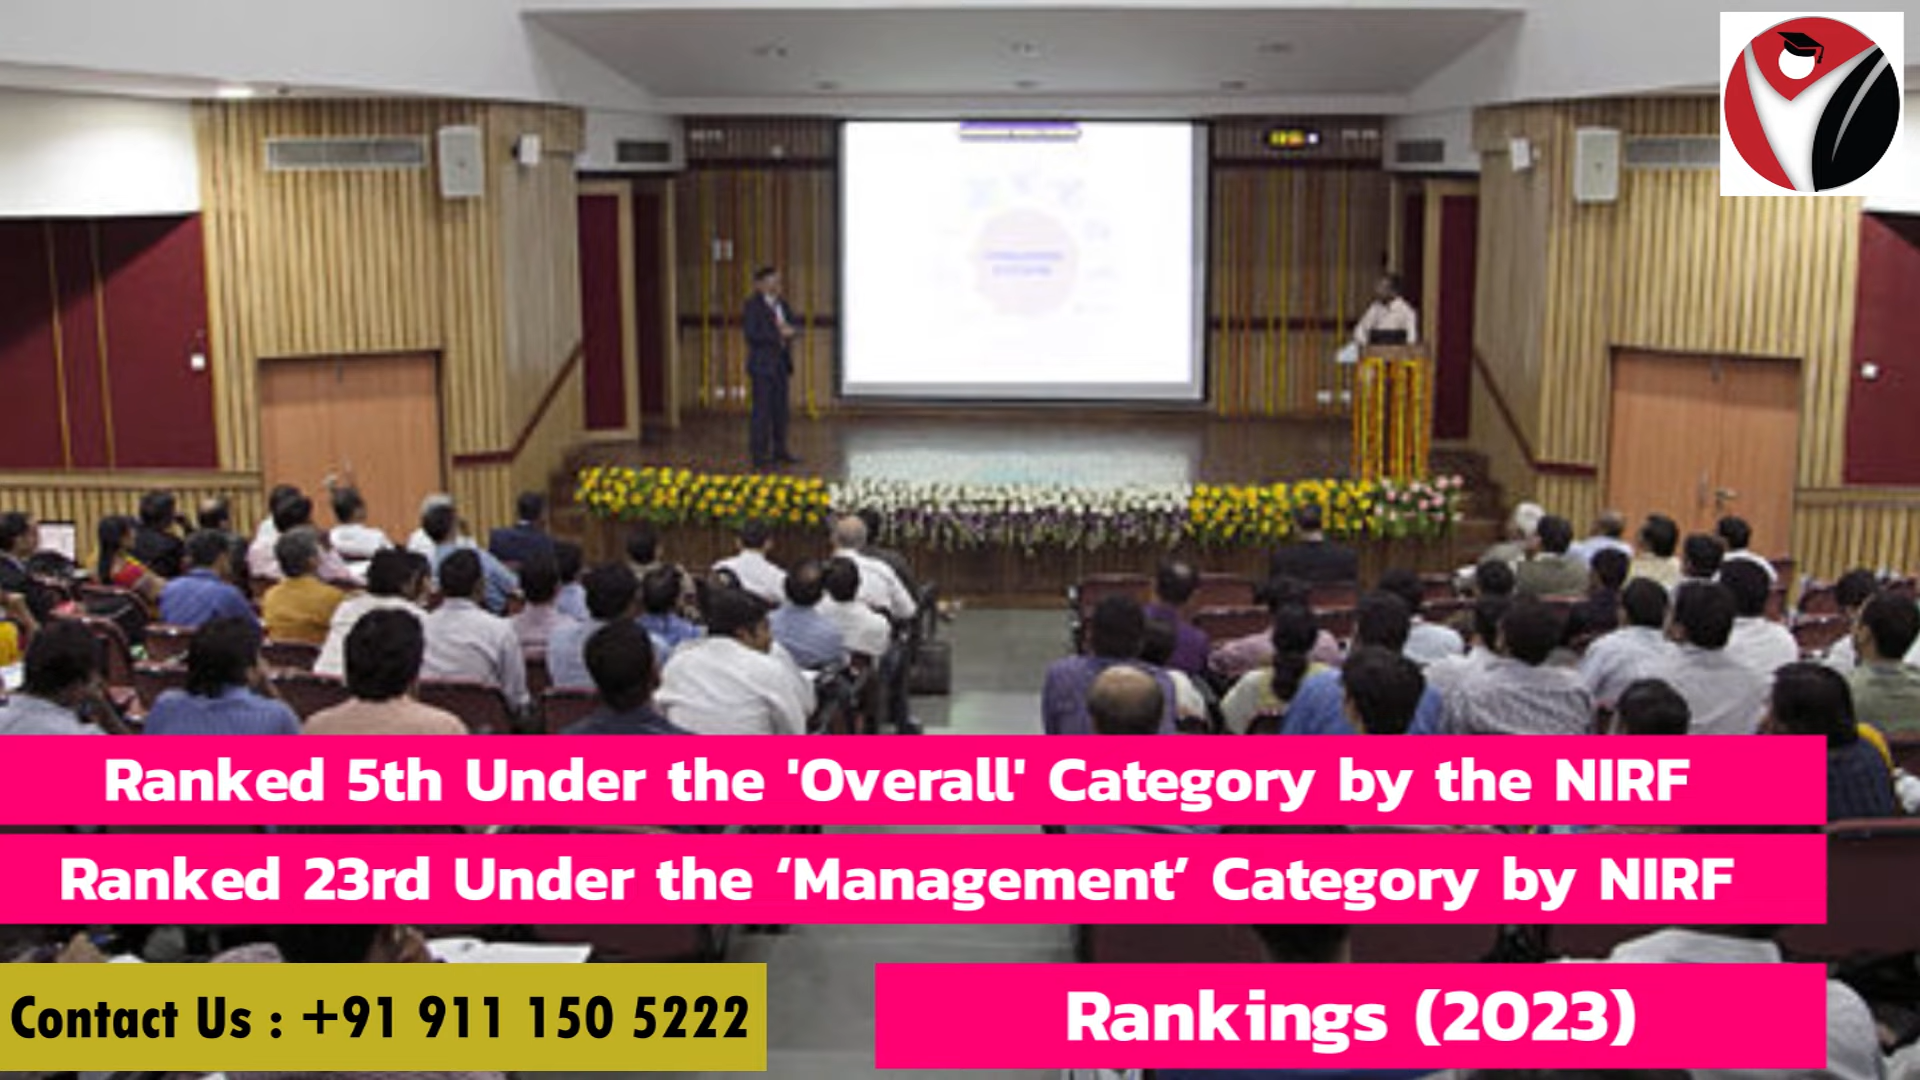 Ranked 5th Under the 'Overall' Category by the NIRF
Ranked 23rd Under the ‘Management’ Category by NIRF
Contact Us : +91 911 150 5222
Rankings (2023)